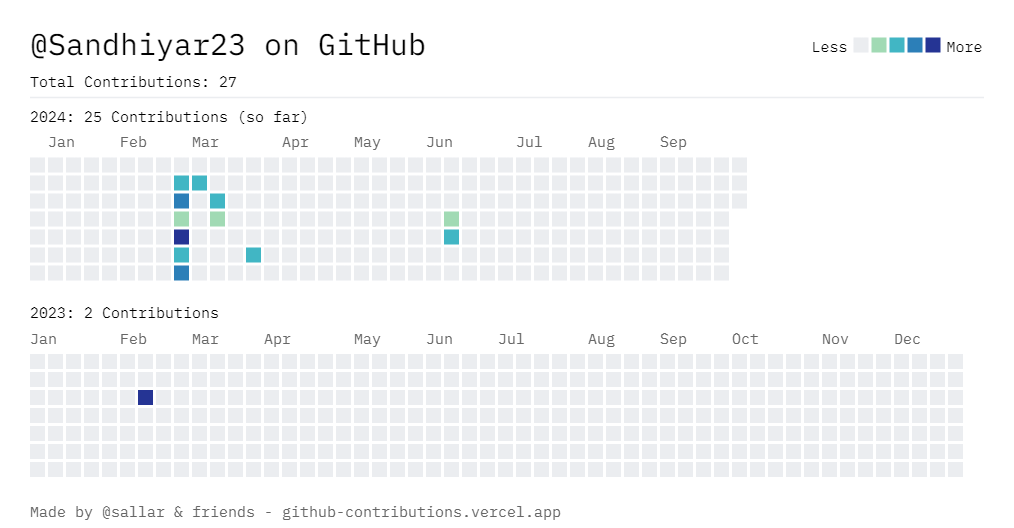 @Sandhiyar23 on GitHub
Less More
Total Contributions: 27
2024: 25 Contributions (so far)
Jan Feb Mar Apr May Jun Jul Aug Sep
2023: 2 Contributions
Jan Feb Mar Apr May Jun Jul Aug Sep Oct Nov Dec
Made by @sallar & friends - github-contributions.vercel.app